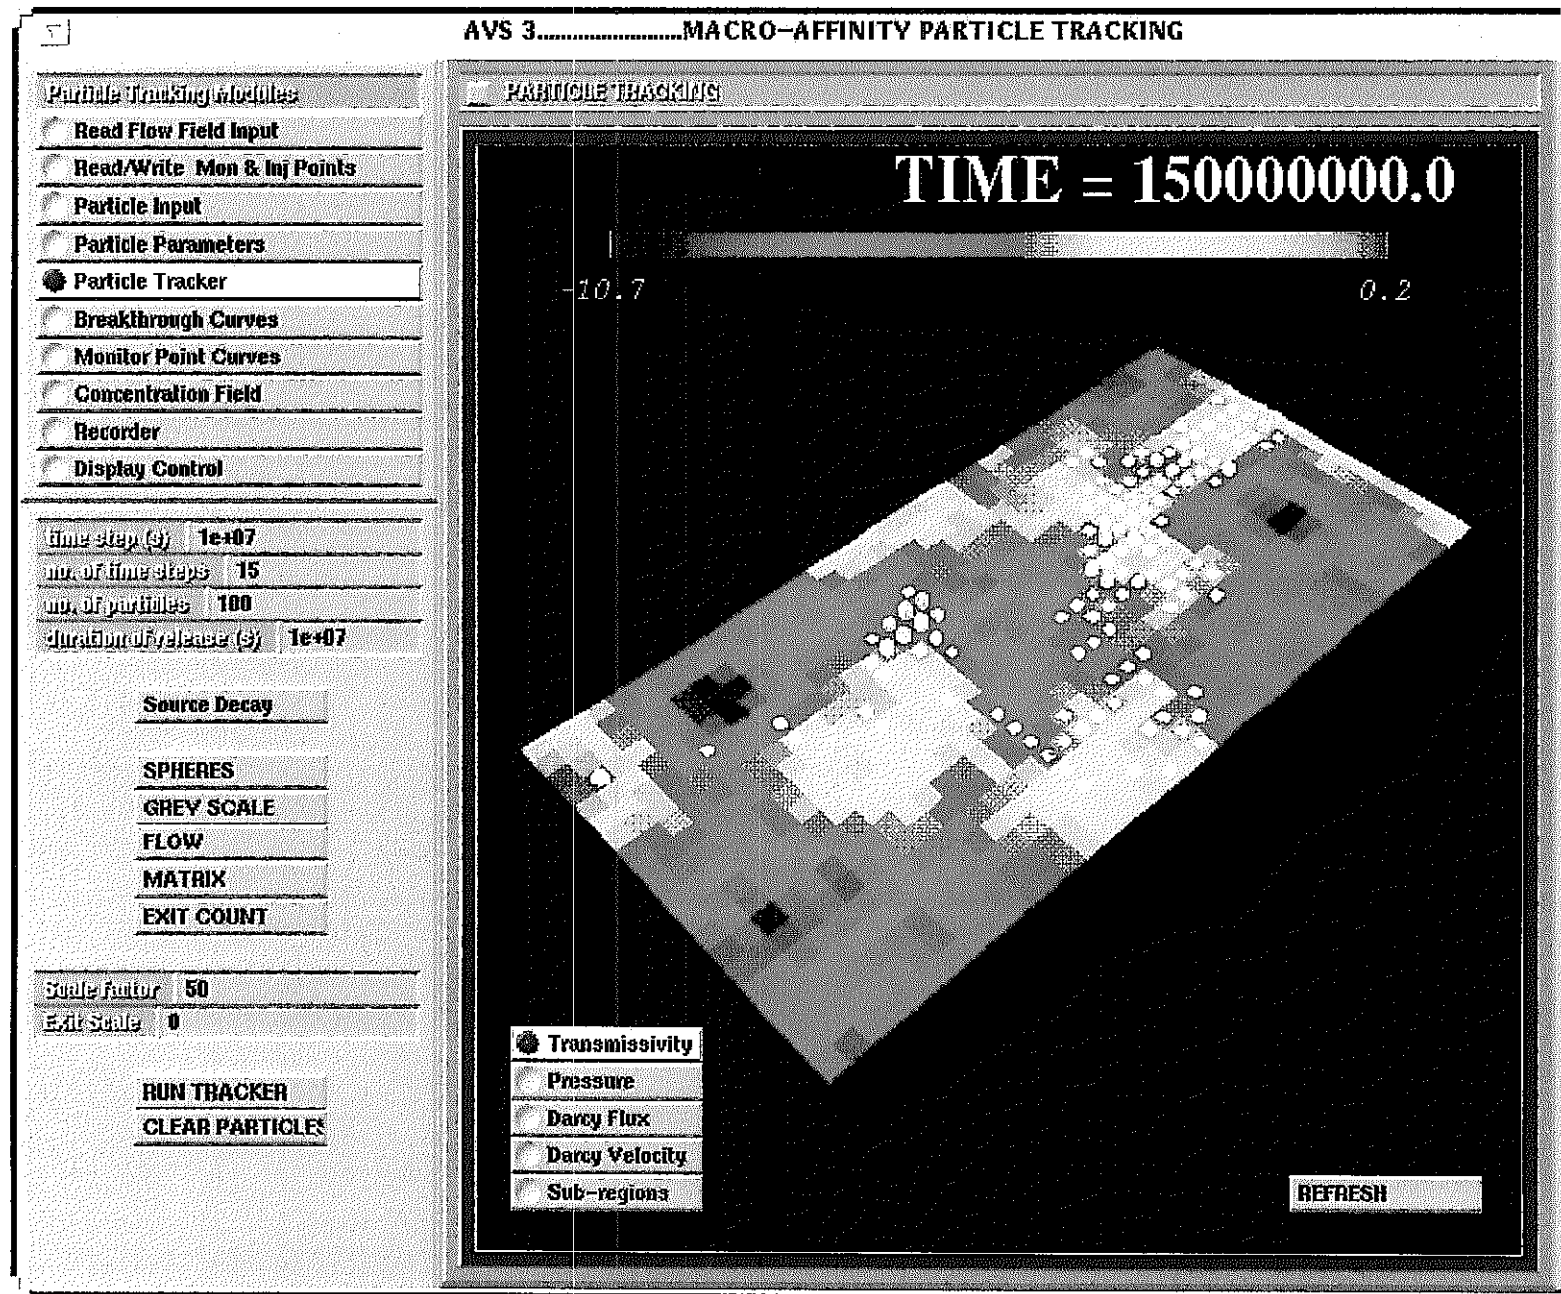 AVS 3........................MACRO-AFFINITY PARTICLE TRACKING
Particle Tracking Modules
Read Flow Field Input
Read/Write Mon & Inj Points
Particle Input
Particle Parameters
Particle Tracker
Breakthrough Curves
Monitor Point Curves
Concentration Field
Recorder
Display Control
time step (s) 1e+07
no. of time steps 15
no. of particles 100
duration of release (s) 1e+07
Source Decay
SPHERES
GREY SCALE
FLOW
MATRIX
EXIT COUNT
Scale Factor 50
Exit Scale 0
RUN TRACKER
CLEAR PARTICLES
PARTICLE TRACKING
TIME = 150000000.0
-10.7 0.2
Transmissivity
Pressure
Darcy Flux
Darcy Velocity
Sub-regions
REFRESH